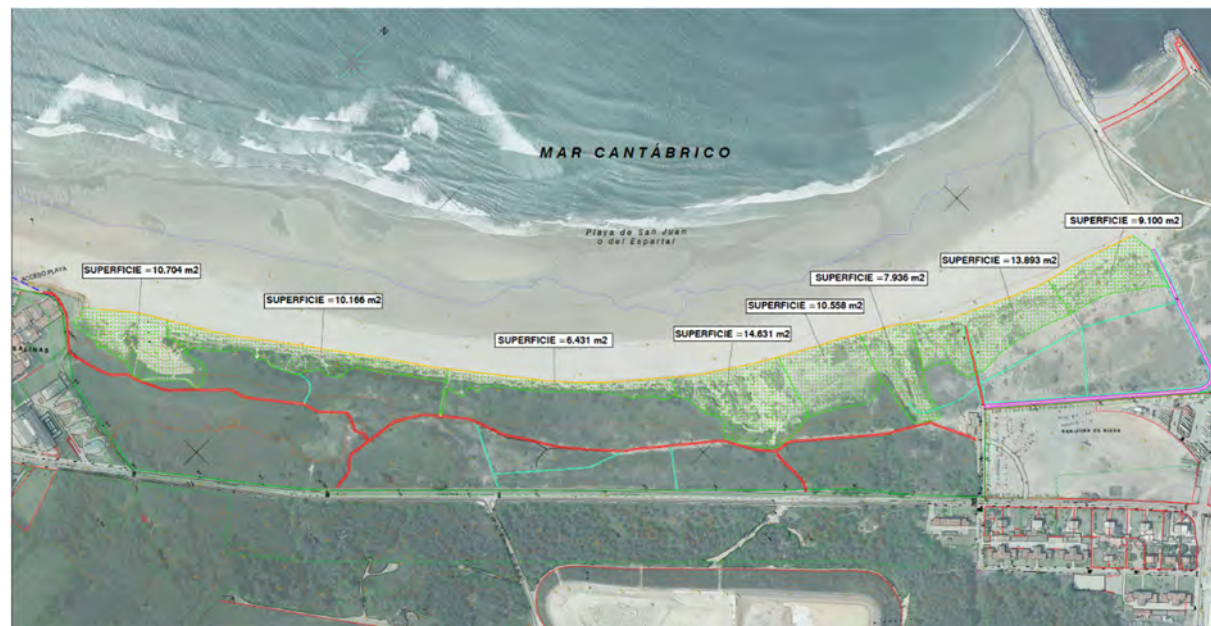 MAR CANTÁBRICO
Playa de San Juan
o del Espartal
SUPERFICIE =9.100 m2
SUPERFICIE =13.893 m2
ACCESO PLAYA
SUPERFICIE =10.704 m2
SUPERFICIE =7.936 m2
SUPERFICIE =10.166 m2
SUPERFICIE =10.558 m2
SUPERFICIE =14.631 m2
SUPERFICIE =6.431 m2
SALINAS